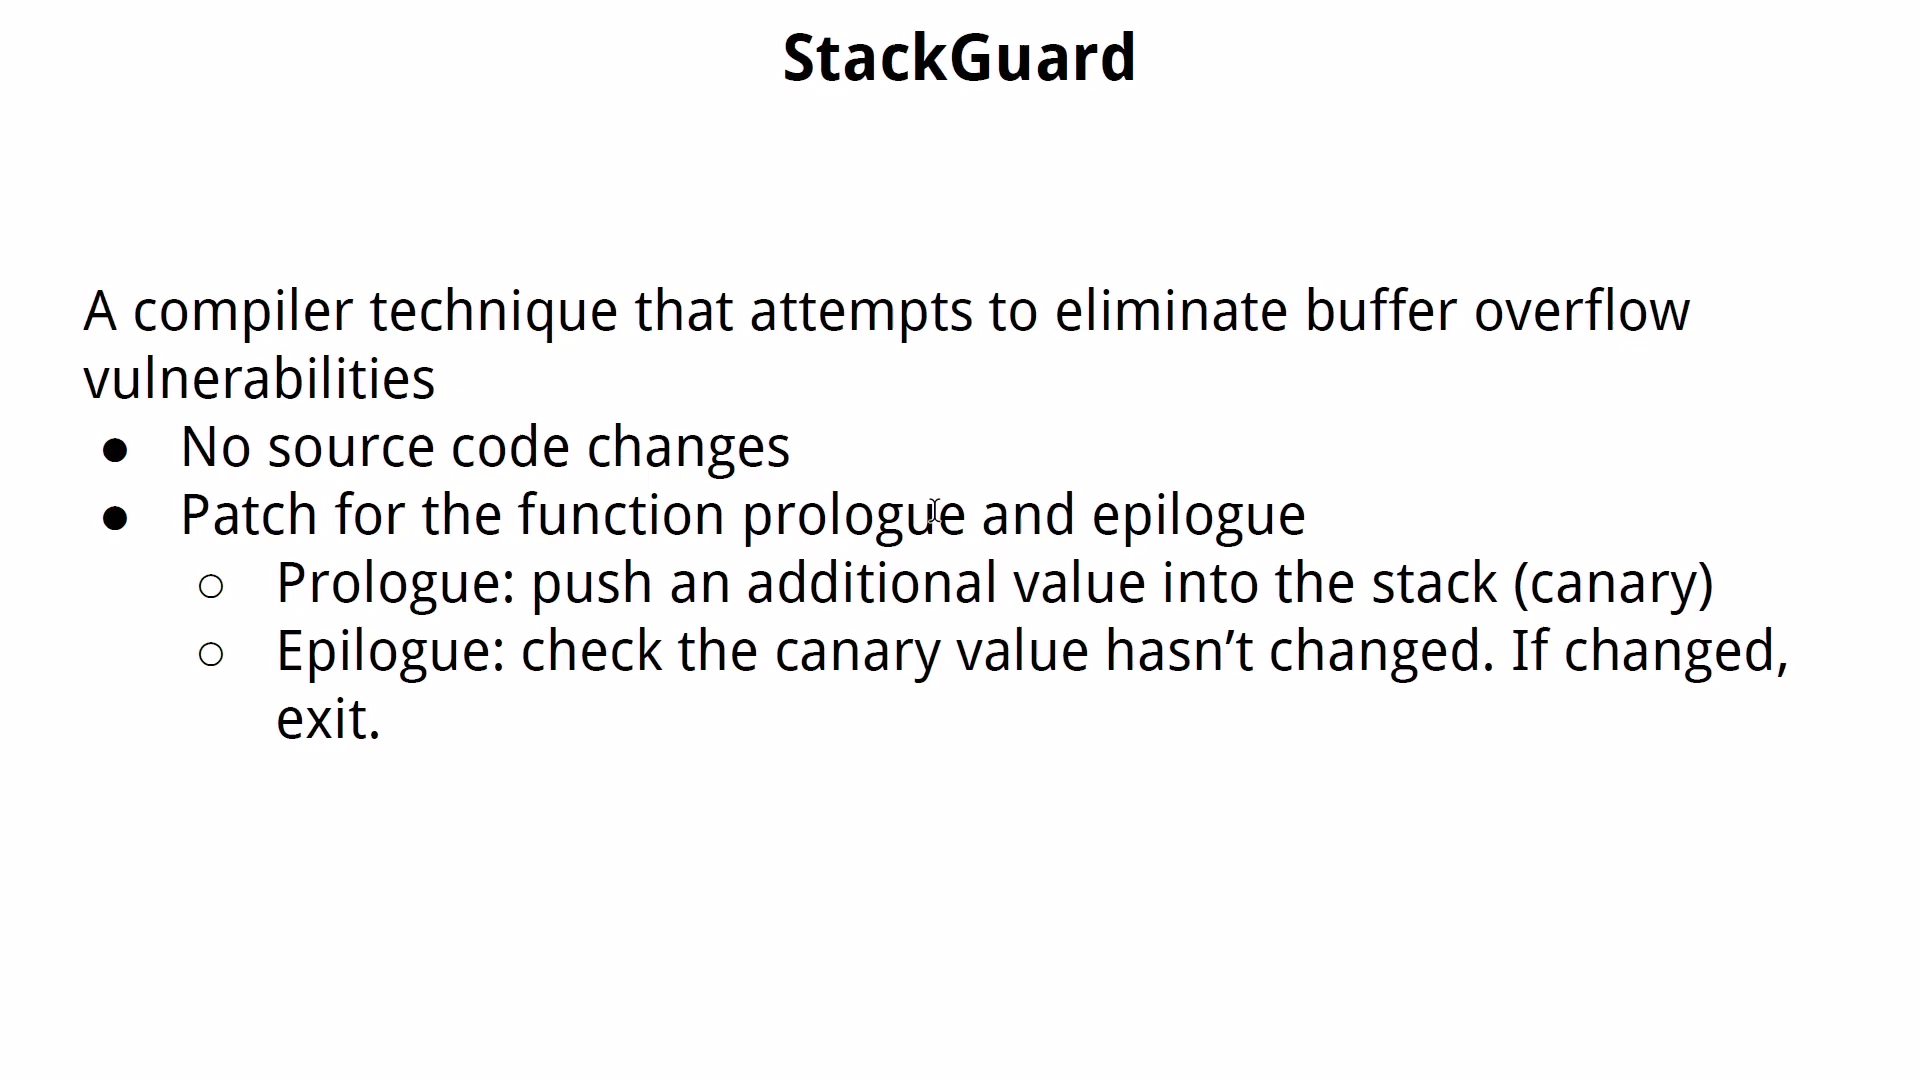 StackGuard
A compiler technique that attempts to eliminate buffer overflow
vulnerabilities
● No source code changes
● Patch for the function prologue and epilogue
○ Prologue: push an additional value into the stack (canary)
○ Epilogue: check the canary value hasn’t changed. If changed,
exit.